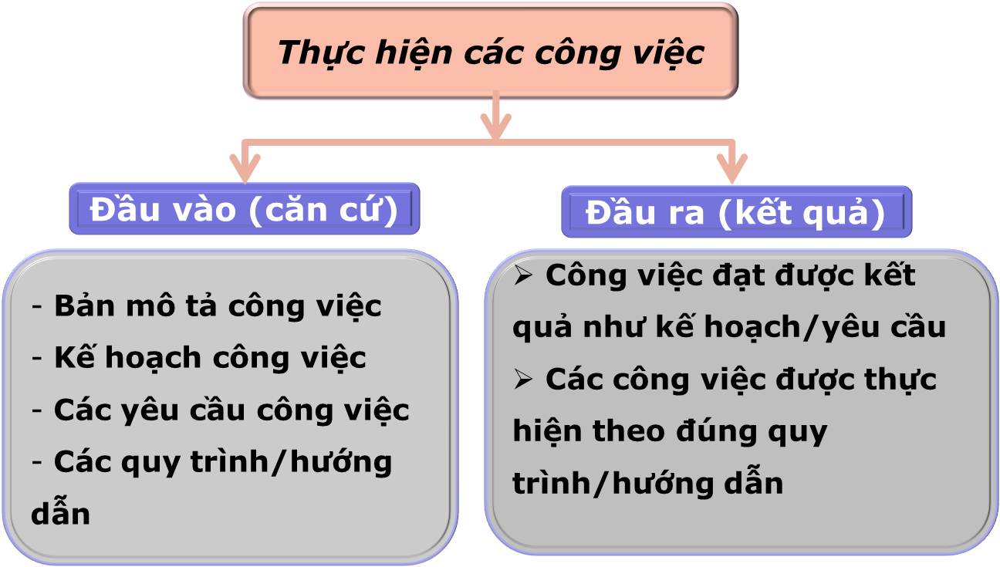 Thực hiện các công việc
Đầu vào (căn cứ)
- Bản mô tả công việc
- Kế hoạch công việc
- Các yêu cầu công việc
- Các quy trình/hướng
dẫn
Đầu ra (kết quả)
➢ Công việc đạt được kết
quả như kế hoạch/yêu cầu
➢ Các công việc được thực
hiện theo đúng quy
trình/hướng dẫn